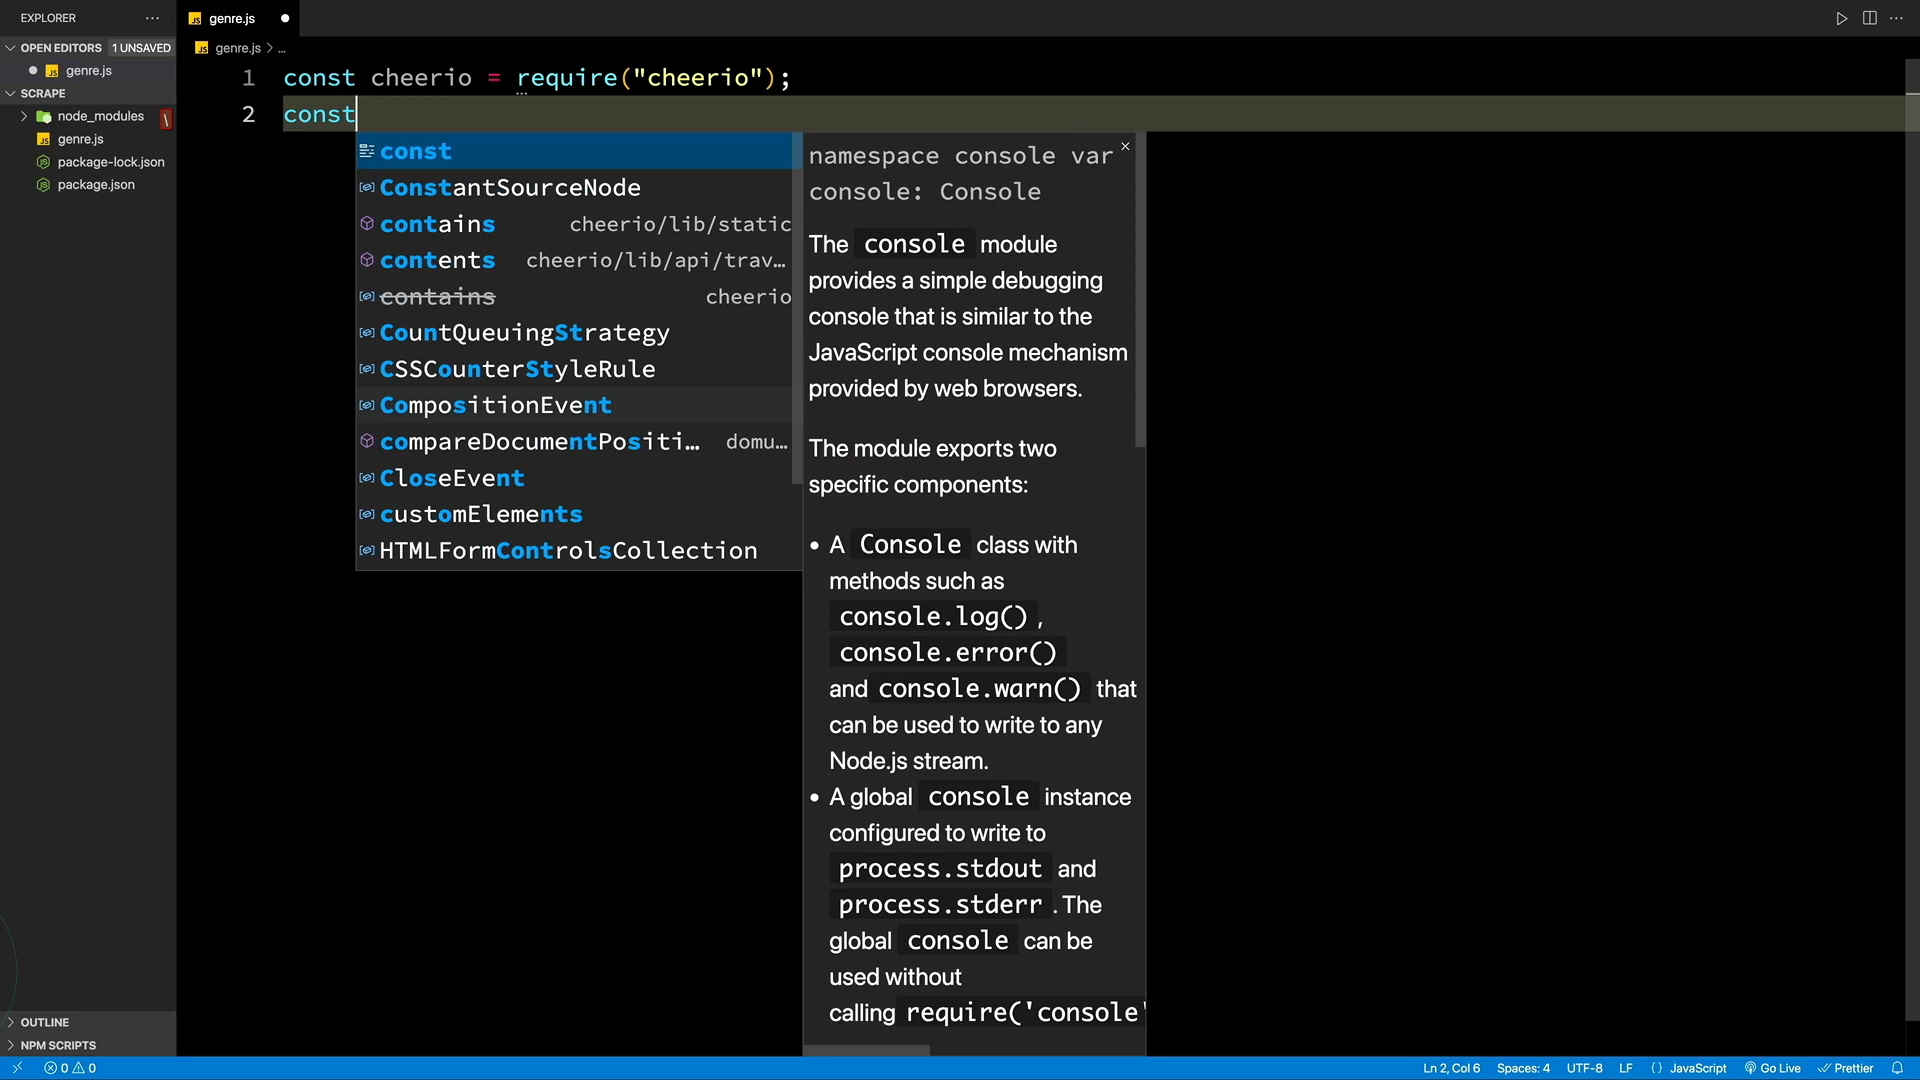 EXPLORER
genre.js
OPEN EDITORS 1 UNSAVED
genre.js
SCRAPE
node_modules
genre.js
package-lock.json
package.json
OUTLINE
NPM SCRIPTS
genre.js > ...
1 const cheerio = require("cheerio");
2 const
const
ConstantSourceNode
contains cheerio/lib/static
contents cheerio/lib/api/trav…
contains cheerio
CountQueuingStrategy
CSSCounterStyleRule
CompositionEvent
compareDocumentPositi… domu…
CloseEvent
customElements
HTMLFormControlsCollection
namespace console var
console: Console
The console module
provides a simple debugging
console that is similar to the
JavaScript console mechanism
provided by web browsers.
The module exports two
specific components:
• A Console class with
methods such as
console.log() ,
console.error()
and console.warn() that
can be used to write to any
Node.js stream.
• A global console instance
configured to write to
process.stdout and
process.stderr . The
global console can be
used without
calling require('console'
0 0
Ln 2, Col 6 Spaces: 4 UTF-8 LF {} JavaScript Go Live Prettier